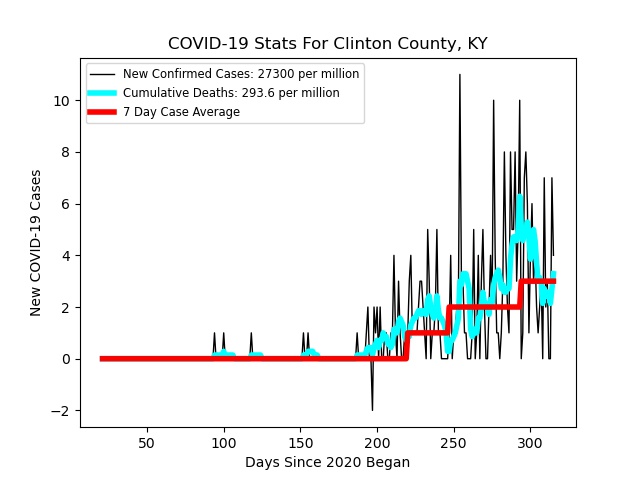 COVID-19 Stats For Clinton County, KY
New Confirmed Cases: 27300 per million
Cumulative Deaths: 293.6 per million
7 Day Case Average
New COVID-19 Cases
10
8
6
4
2
0
−2
50 100 150 200 250 300
Days Since 2020 Began